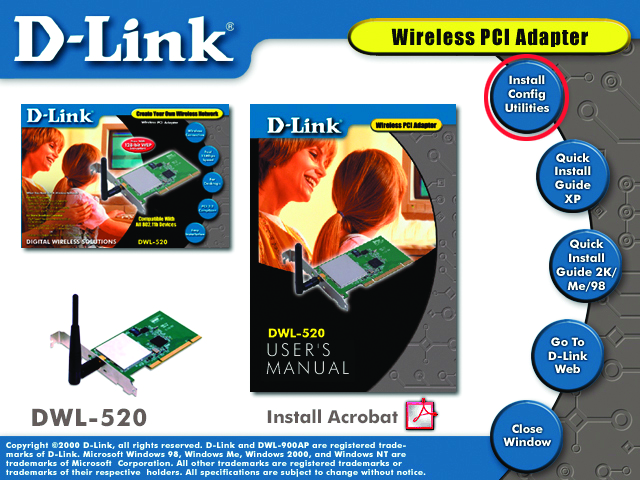 D-Link®
Wireless PCI Adapter
Install
Config
Utilities
D-Link
Create Your Own Wireless Network
Wireless PCI Adapter
DIGITAL WIRELESS SOLUTIONS
Compatible With
All 802.11b Devices
DWL-520
D-Link
Wireless PCI Adapter
DWL-520
USER'S
MANUAL
Quick
Install
Guide
XP
Quick
Install
Guide 2K/
Me/98
Go To
D-Link
Web
Close
Window
DWL-520
Install Acrobat
Copyright ©2000 D-Link, all rights reserved. D-Link and DWL-900AP are registered trade-
marks of D-Link. Microsoft Windows 98, Windows Me, Windows 2000, and Windows NT are
trademarks of Microsoft Corporation. All other trademarks are registered trademarks or
trademarks of their respective holders. All specifications are subject to change without notice.